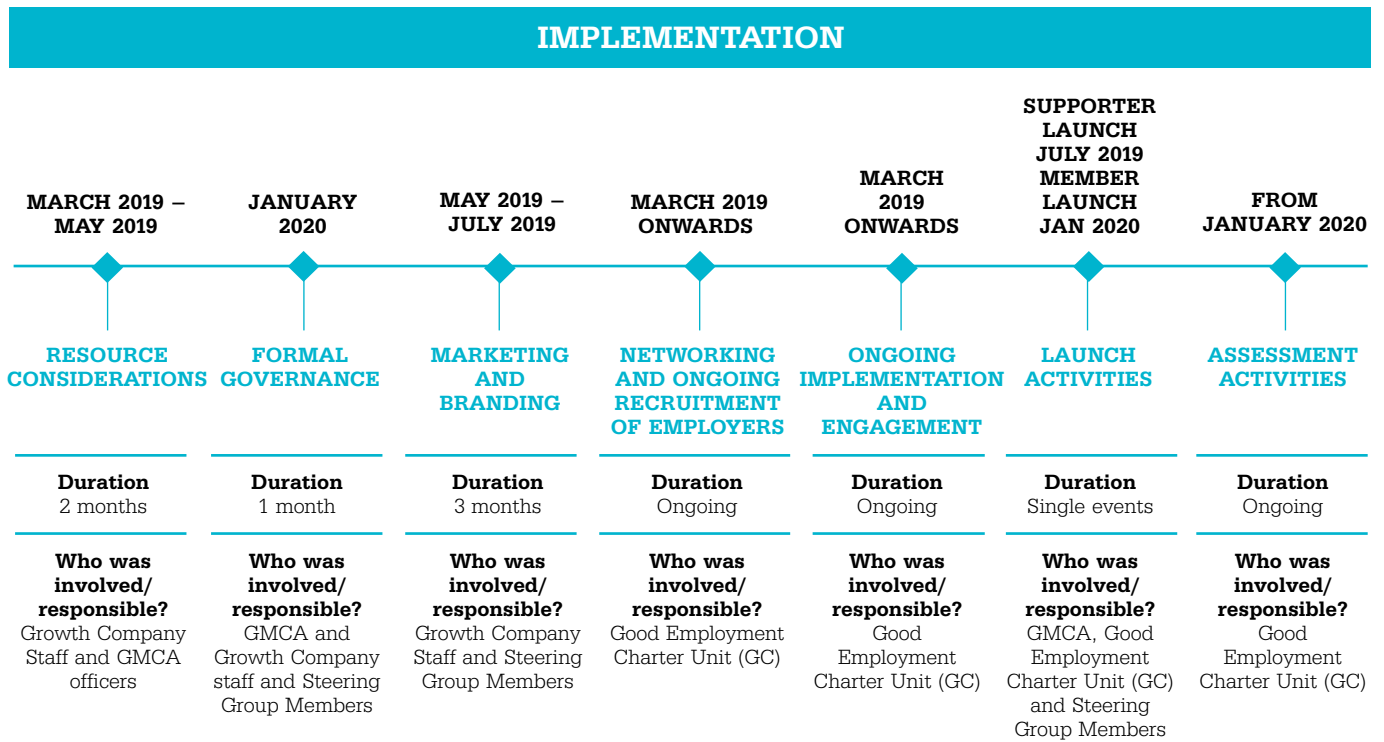 IMPLEMENTATION
MARCH 2019 –
MAY 2019
JANUARY
2020
MAY 2019 –
JULY 2019
MARCH 2019
ONWARDS
MARCH
2019
ONWARDS
SUPPORTER
LAUNCH
JULY 2019
MEMBER
LAUNCH
JAN 2020
FROM
JANUARY 2020
RESOURCE
CONSIDERATIONS
FORMAL
GOVERNANCE
MARKETING
AND
BRANDING
NETWORKING
AND ONGOING
RECRUITMENT
OF EMPLOYERS
ONGOING
IMPLEMENTATION
AND
ENGAGEMENT
LAUNCH
ACTIVITIES
ASSESSMENT
ACTIVITIES
Duration
2 months
Duration
1 month
Duration
3 months
Duration
Ongoing
Duration
Ongoing
Duration
Single events
Duration
Ongoing
Who was
involved/
responsible?
Growth Company
Staff and GMCA
officers
Who was
involved/
responsible?
GMCA and
Growth Company
staff and Steering
Group Members
Who was
involved/
responsible?
Growth Company
Staff and Steering
Group Members
Who was
involved/
responsible?
Good Employment
Charter Unit (GC)
Who was
involved/
responsible?
Good
Employment
Charter Unit (GC)
Who was
involved/
responsible?
GMCA, Good
Employment
Charter Unit (GC)
and Steering
Group Members
Who was
involved/
responsible?
Good
Employment
Charter Unit (GC)